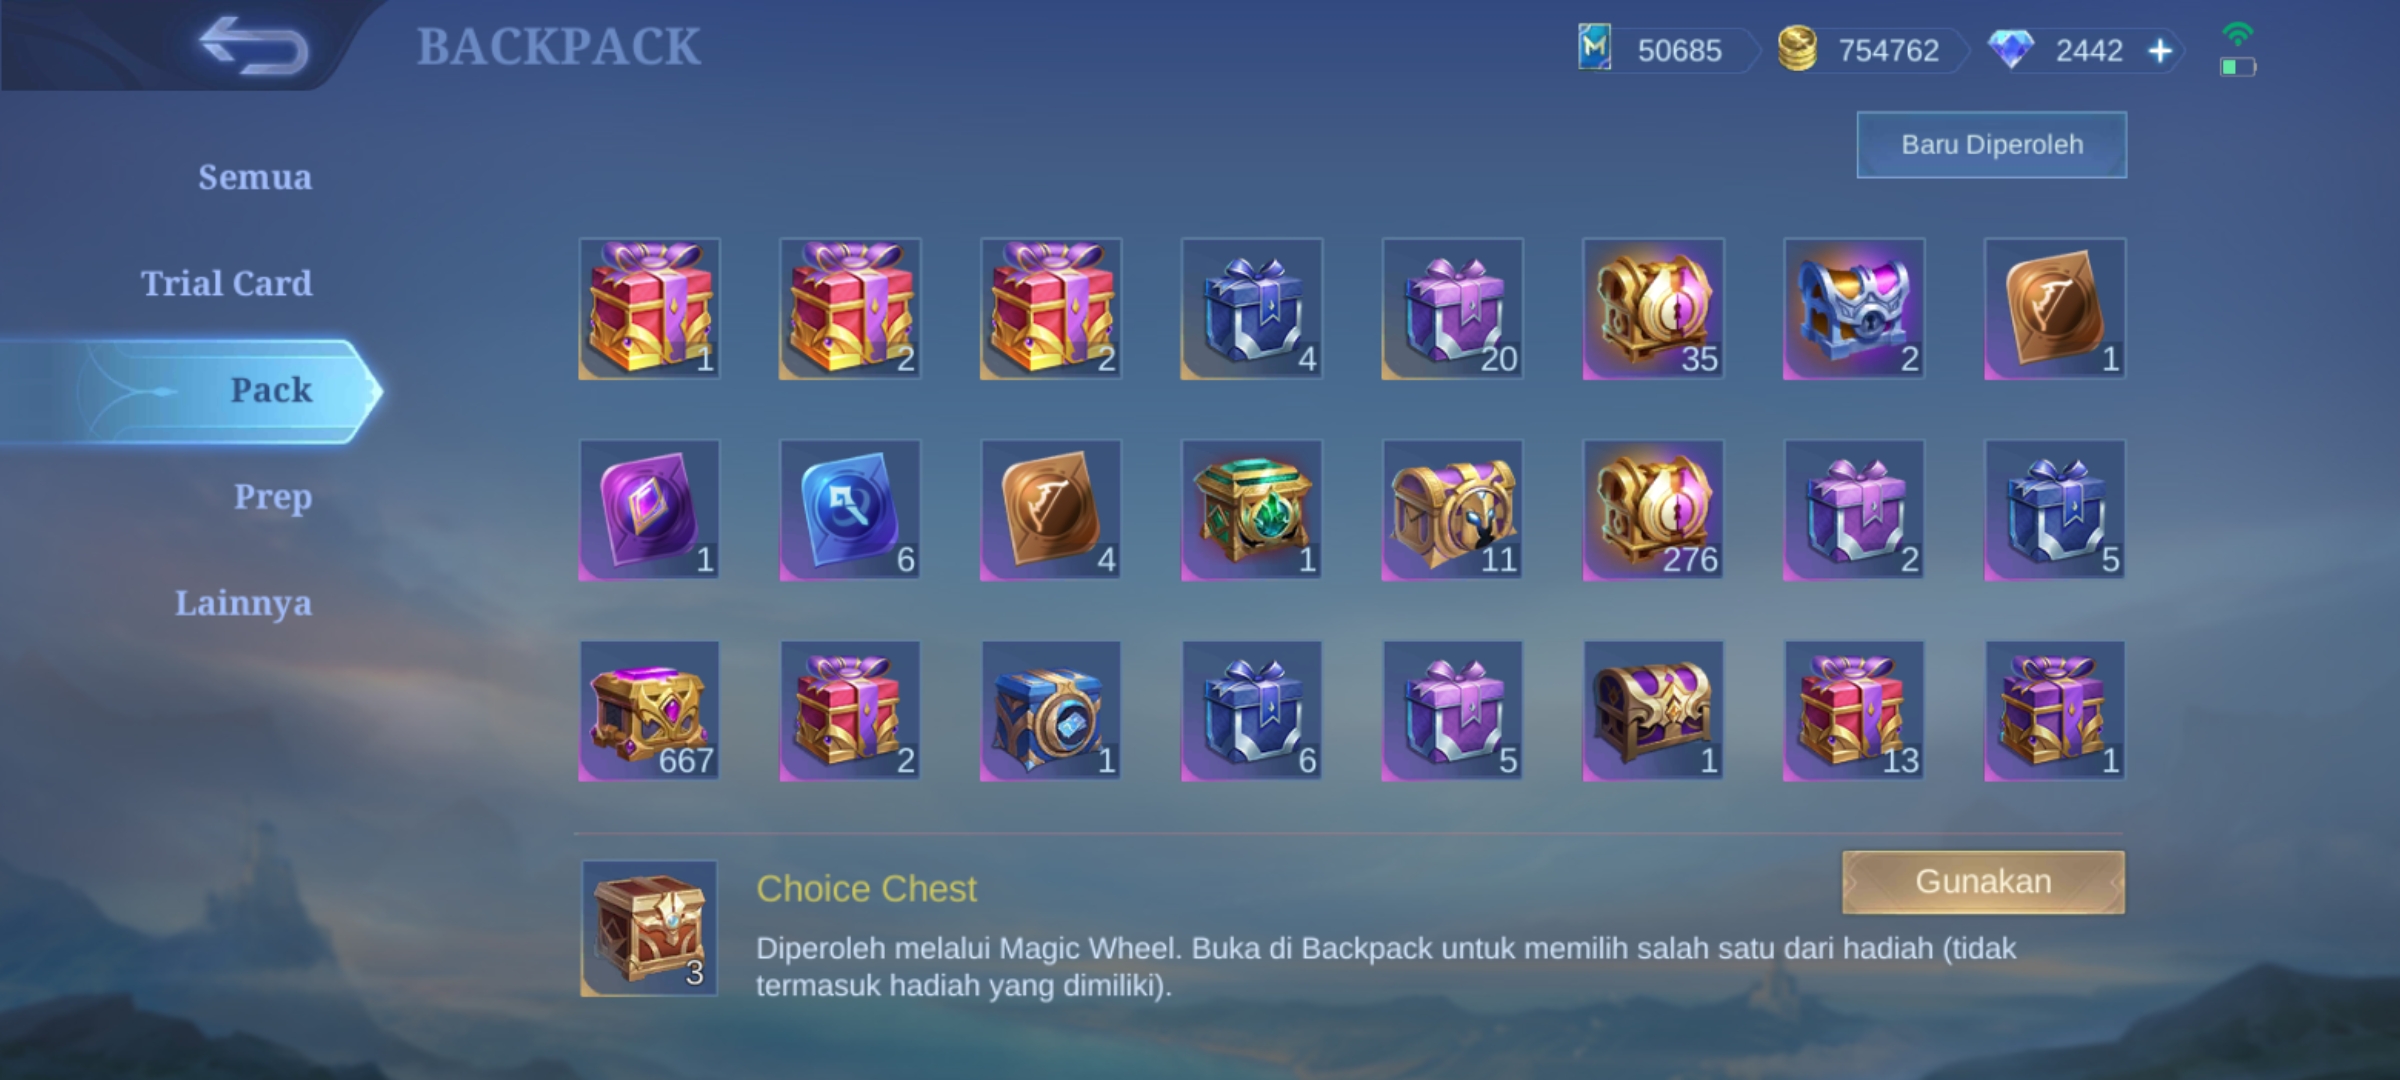 BACKPACK
50685
754762
2442
Baru Diperoleh
Semua
Trial Card
Pack
Prep
Lainnya
1 2 2 4 20 35 2 1
1 6 4 1 11 276 2 5
667 2 1 6 5 1 13 1
3
Choice Chest
Gunakan
Diperoleh melalui Magic Wheel. Buka di Backpack untuk memilih salah satu dari hadiah (tidak
termasuk hadiah yang dimiliki).